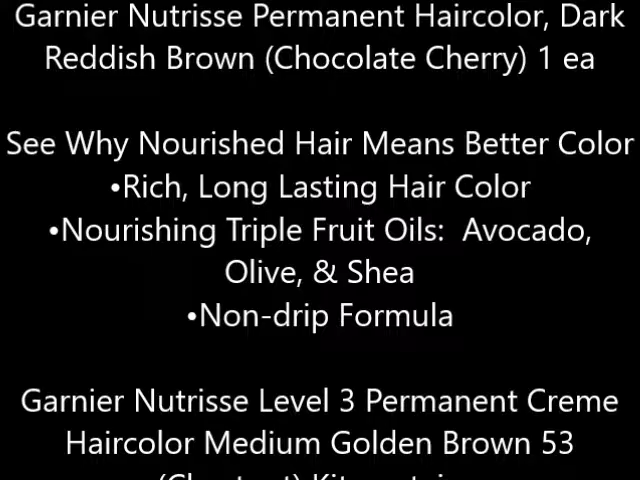 Garnier Nutrisse Permanent Haircolor, Dark
Reddish Brown (Chocolate Cherry) 1 ea
See Why Nourished Hair Means Better Color
•Rich, Long Lasting Hair Color
•Nourishing Triple Fruit Oils:  Avocado,
Olive, & Shea
•Non-drip Formula
Garnier Nutrisse Level 3 Permanent Creme
Haircolor Medium Golden Brown 53